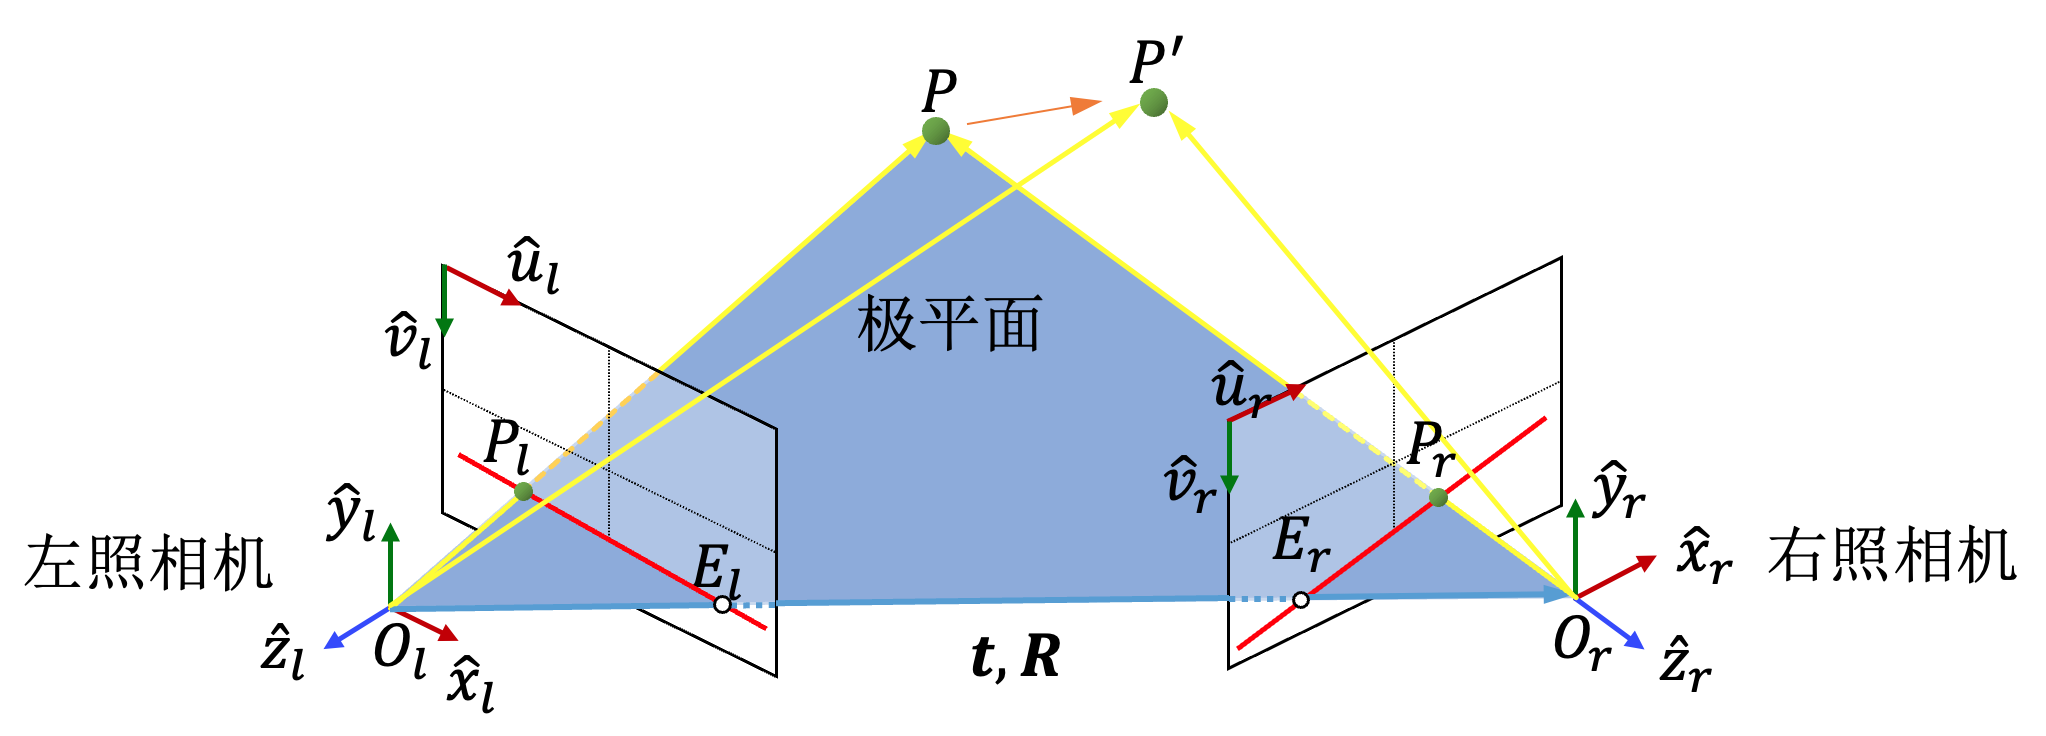 P
P′
û_l
v̂_l
极平面
û_r
v̂_r
P_l
P_r
E_l
E_r
ŷ_l
ŷ_r
左照相机
右照相机
x̂_r
ẑ_l
O_l
x̂_l
t, R
O_r
ẑ_r